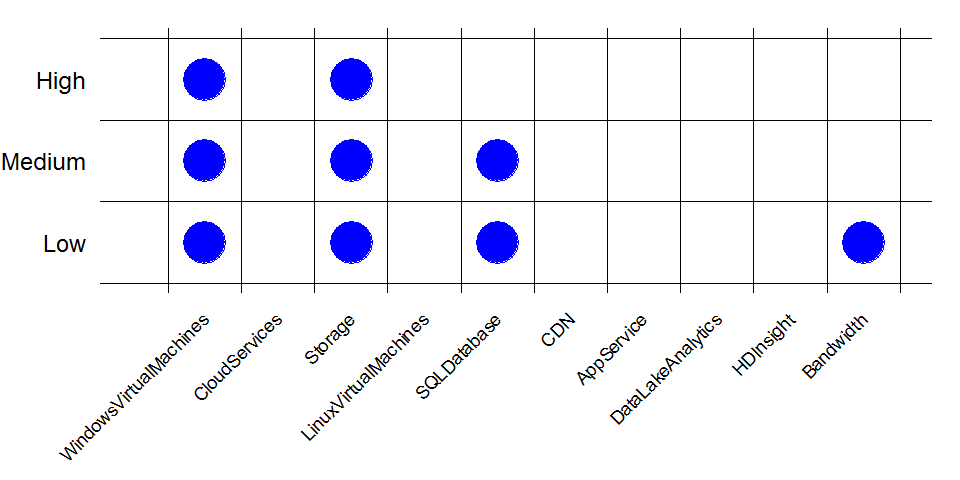 High
Medium
Low
WindowsVirtualMachines
CloudServices
Storage
LinuxVirtualMachines
SQLDatabase
CDN
AppService
DataLakeAnalytics
HDInsight
Bandwidth